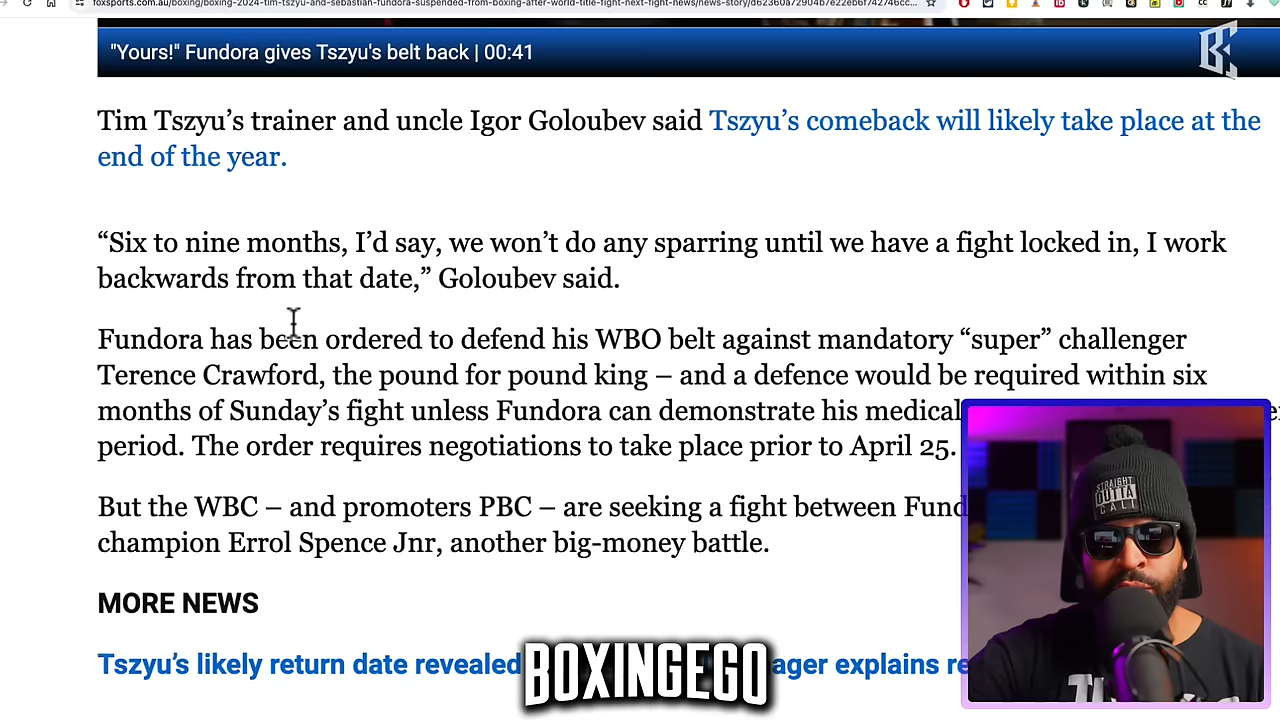 foxsports.com.au/boxing/boxing-2024-tim-tszyu-and-sebastian-fundora-suspended-from-boxing-after-world-title-fight-next-fight-news/news-story/d62360a72904b7e22eb6f742746cc...
"Yours!" Fundora gives Tszyu's belt back | 00:41
Tim Tszyu’s trainer and uncle Igor Goloubev said Tszyu’s comeback will likely take place at the
end of the year.
“Six to nine months, I’d say, we won’t do any sparring until we have a fight locked in, I work
backwards from that date,” Goloubev said.
Fundora has been ordered to defend his WBO belt against mandatory “super” challenger
Terence Crawford, the pound for pound king – and a defence would be required within six
months of Sunday’s fight unless Fundora can demonstrate his medical
period. The order requires negotiations to take place prior to April 25.
But the WBC – and promoters PBC – are seeking a fight between Fund
champion Errol Spence Jnr, another big-money battle.
STRAIGHT
OUTTA
CALI
MORE NEWS
Tszyu’s likely return date revealed ager explains re
BOXINGEGO